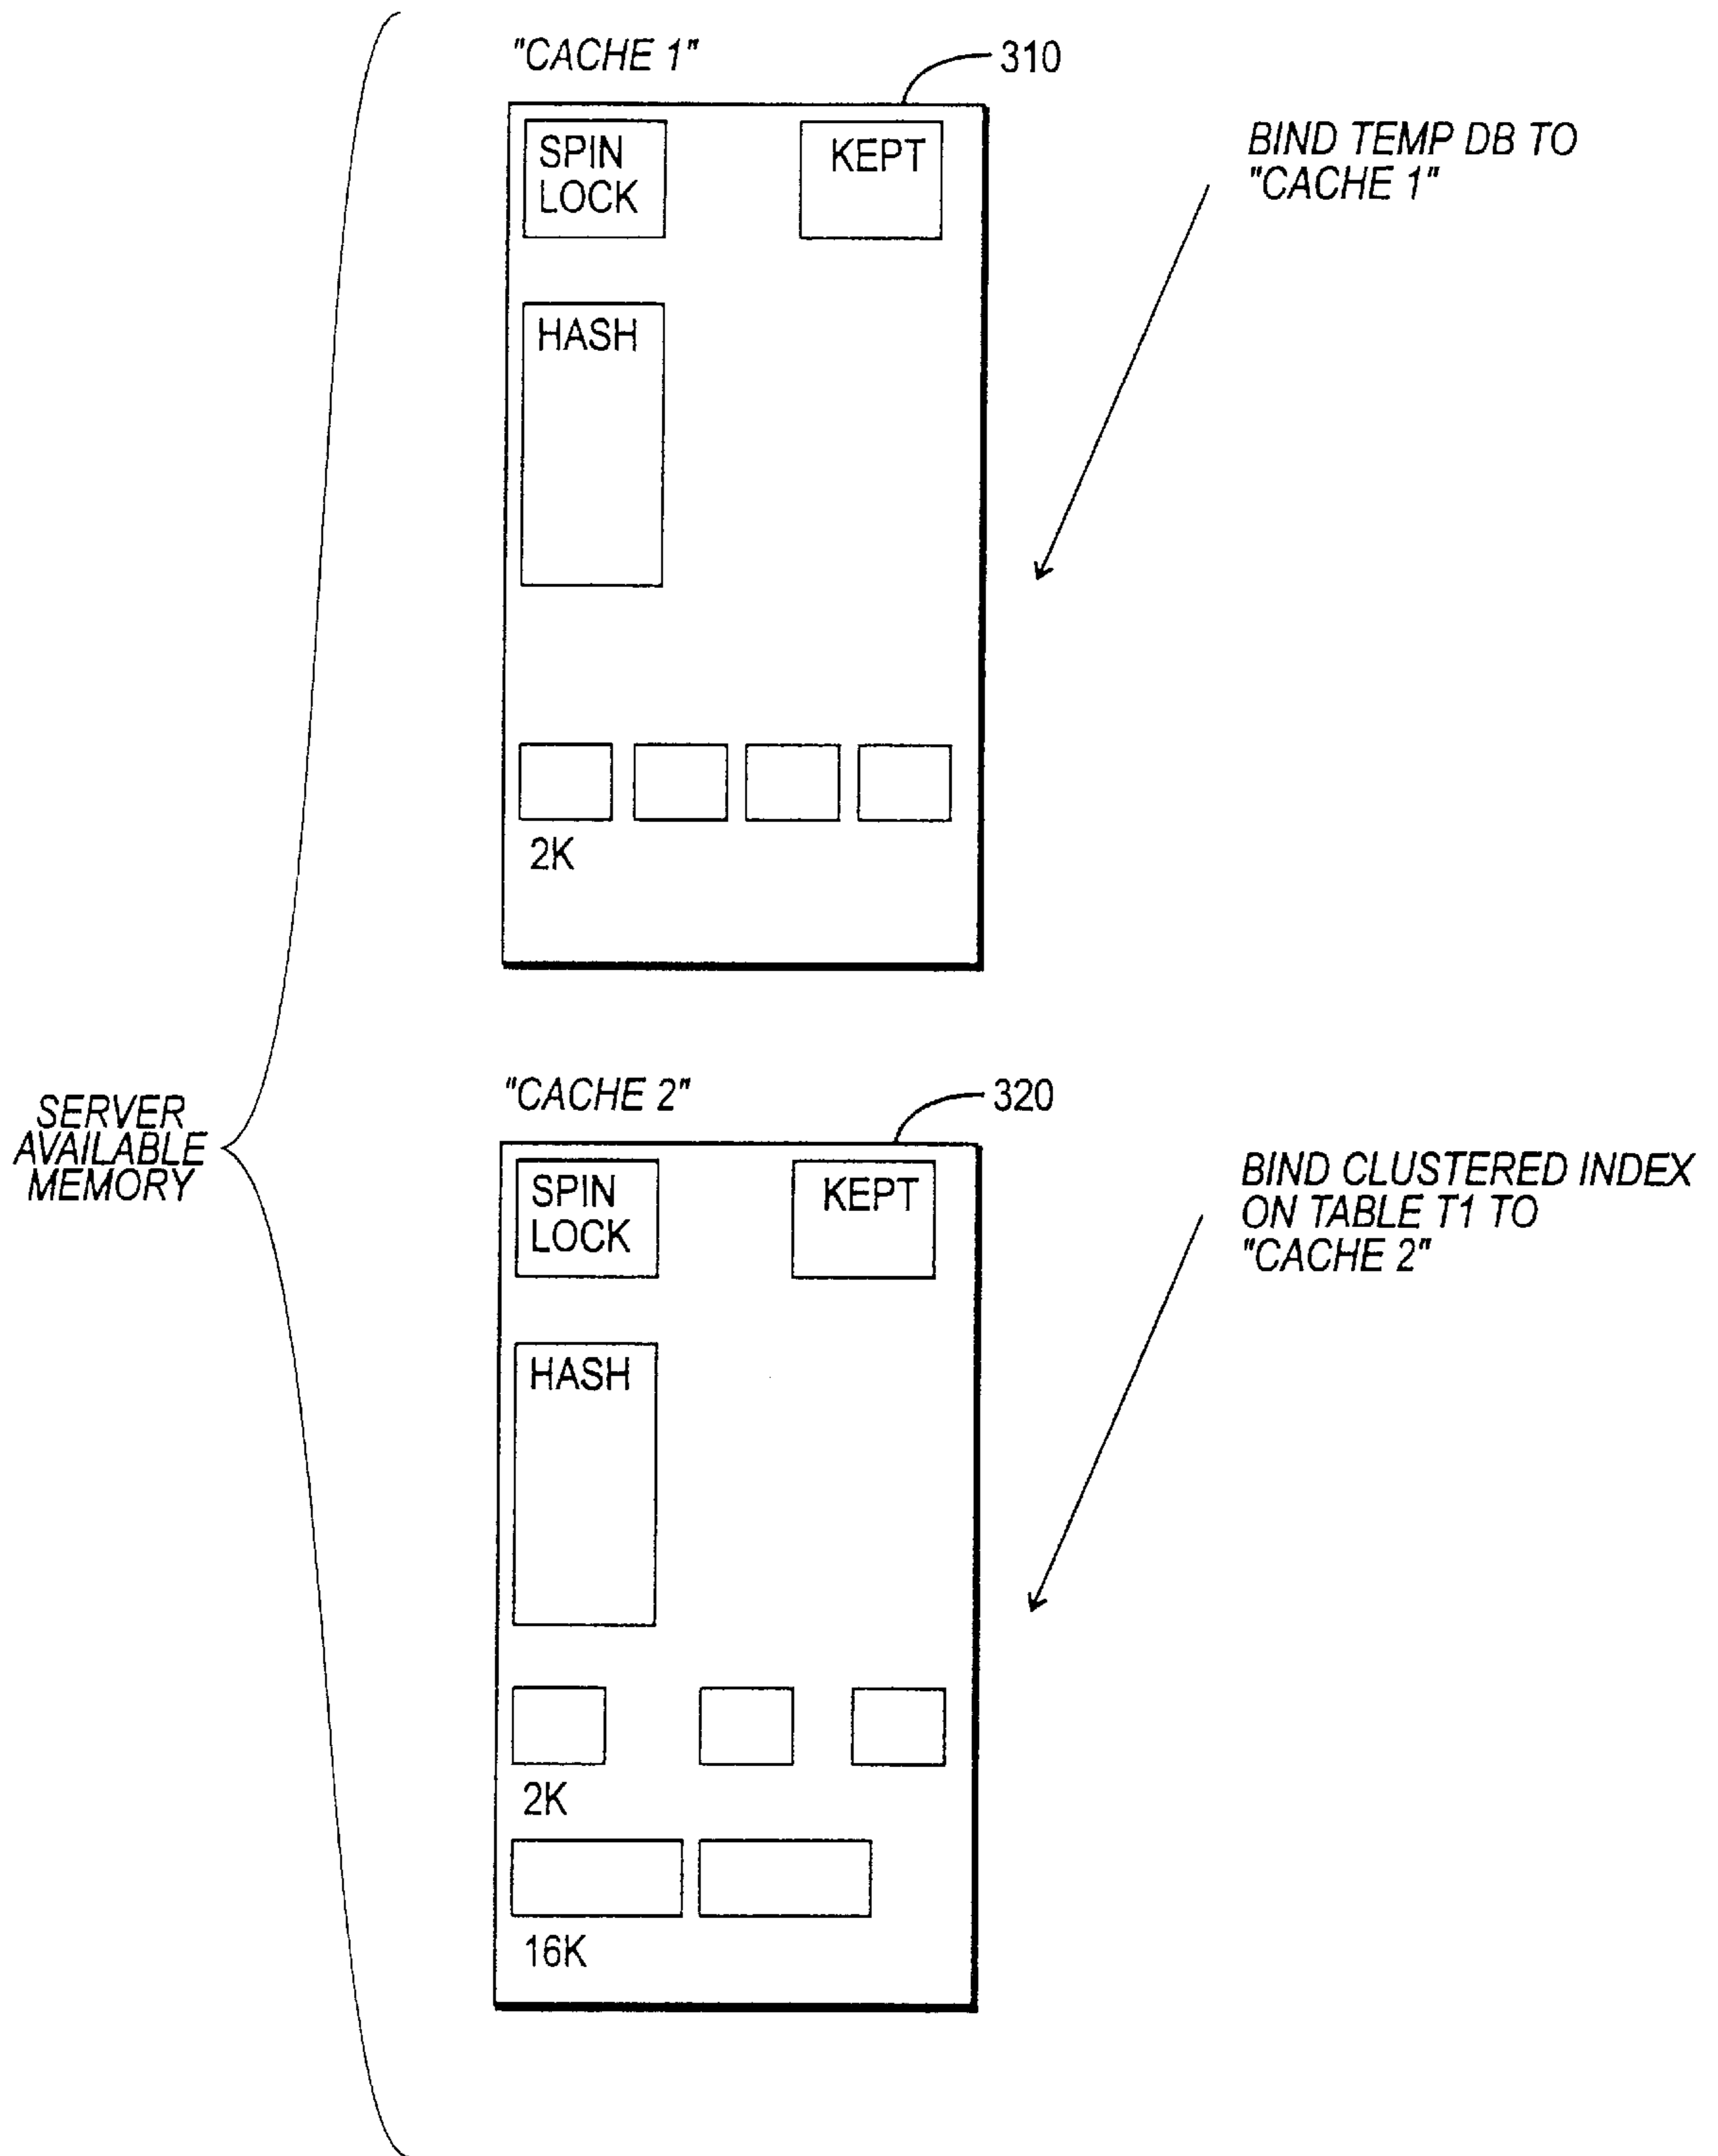 "CACHE 1"
310
SPIN
LOCK
KEPT
BIND TEMP DB TO
"CACHE 1"
HASH
2K
SERVER
AVAILABLE
MEMORY
"CACHE 2"
320
SPIN
LOCK
KEPT
BIND CLUSTERED INDEX
ON TABLE T1 TO
"CACHE 2"
HASH
2K
16K